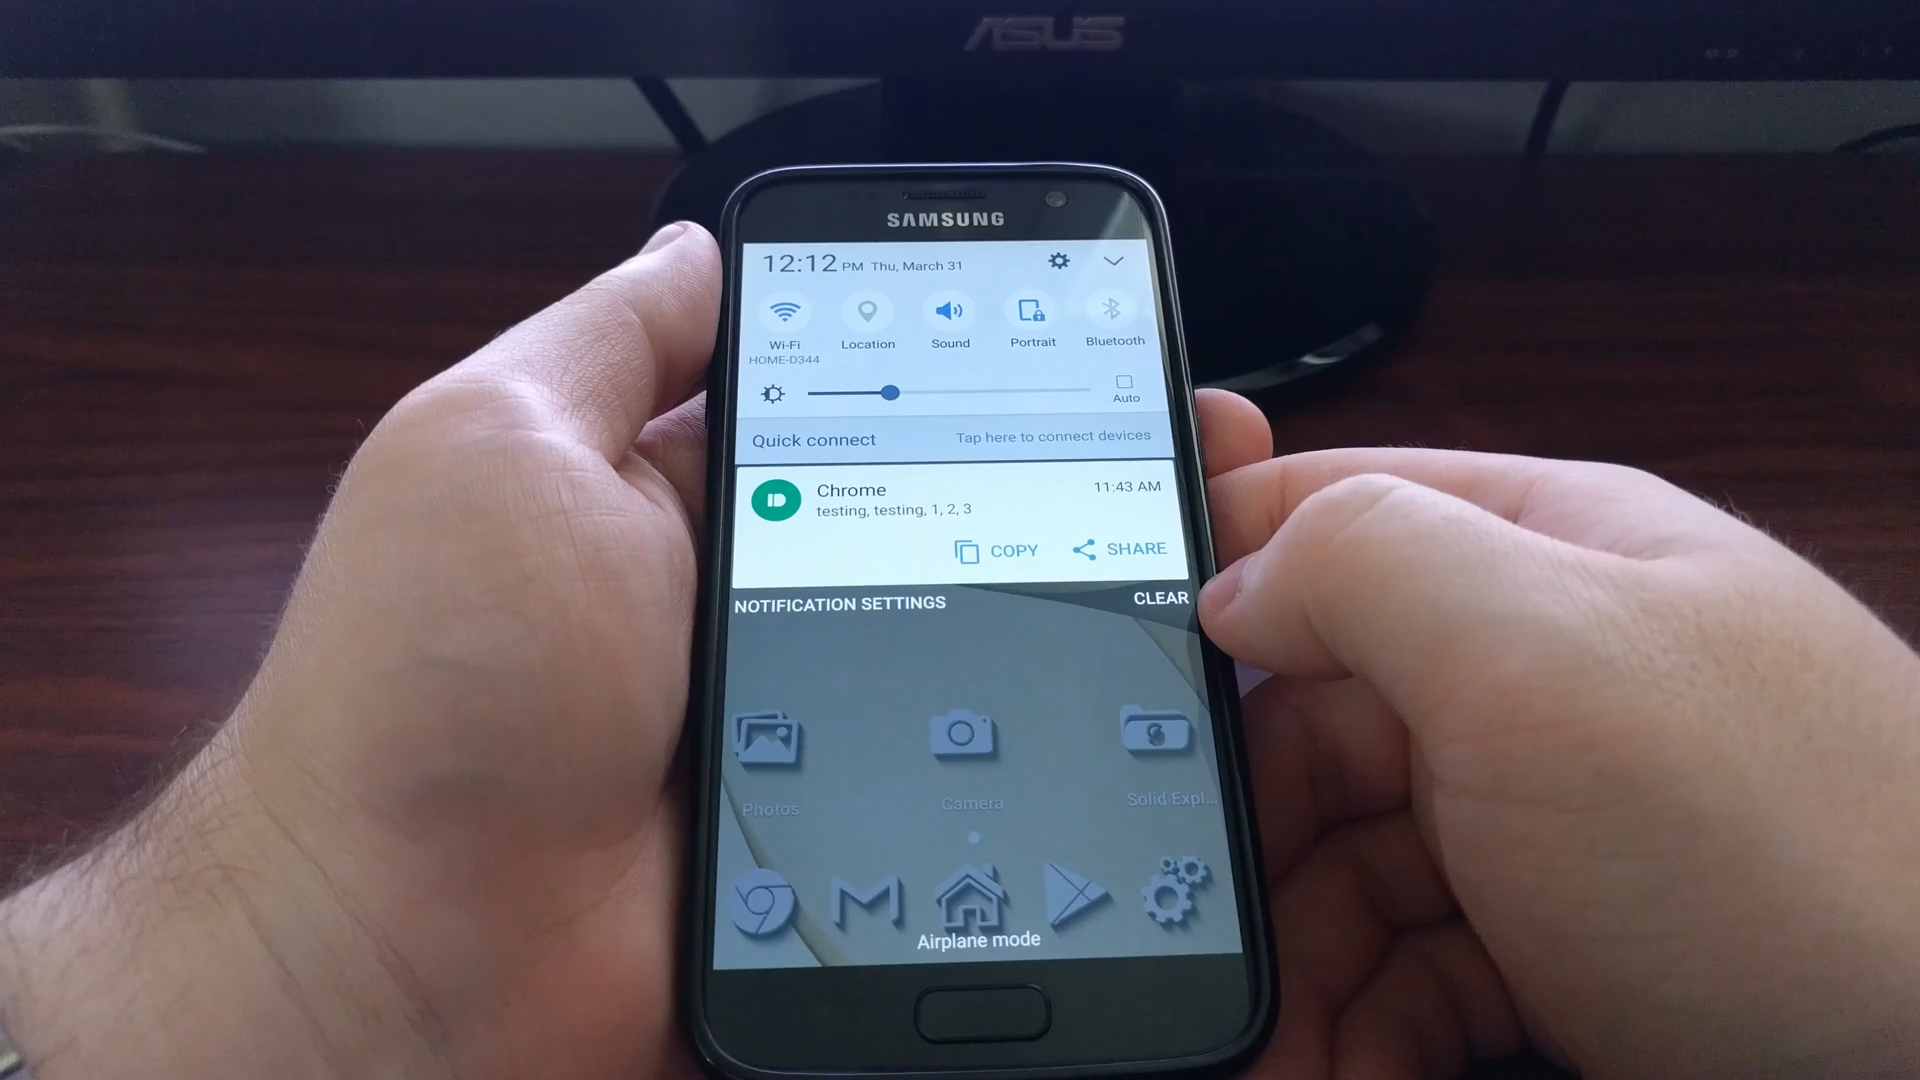 ASUS
SAMSUNG
12:12 PM Thu, March 31
Wi-Fi Location Sound Portrait Bluetooth
HOME-D344
Auto
Quick connect Tap here to connect devices
Chrome 11:43 AM
testing, testing, 1, 2, 3
COPY SHARE
NOTIFICATION SETTINGS CLEAR
Photos Camera Solid Expl...
Airplane mode